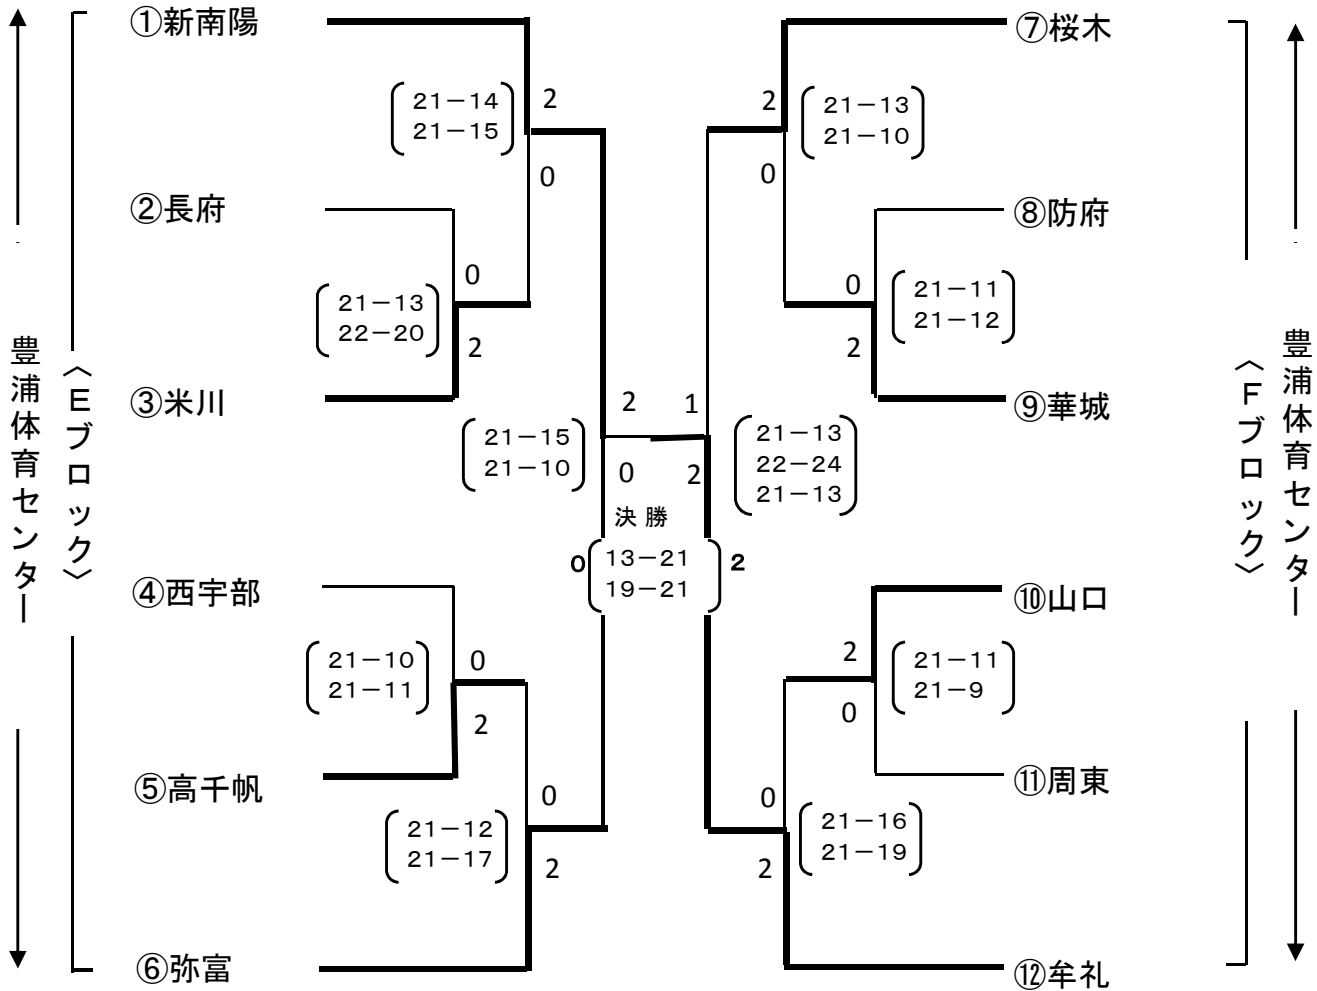 豊浦体育センター
〈Eブロック〉
①新南陽
21－14
21－15
2
0
②長府
0
21－13
22－20
2
③米川
21－15
21－10
2
0
④西宇部
21－10
21－11
0
2
⑤高千帆
0
21－12
21－17
2
⑥弥富
決勝
0
13－21
19－21
2
⑦桜木
2
21－13
21－10
0
⑧防府
0
21－11
21－12
2
⑨華城
1
2
21－13
22－24
21－13
⑩山口
2
21－11
21－9
0
⑪周東
0
21－16
21－19
2
⑫牟礼
〈Fブロック〉
豊浦体育センター